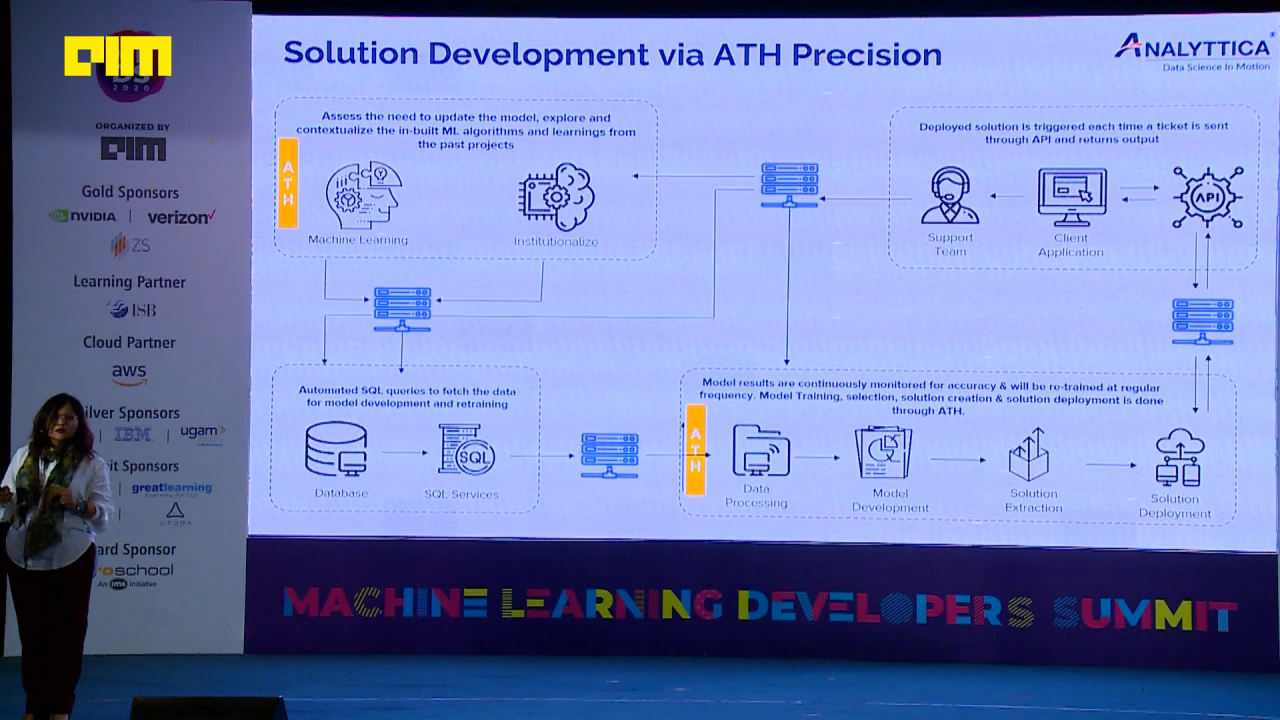 AIM
DS
2020
ORGANIZED BY
AIM
Gold Sponsors
NVIDIA
verizon
ZS
Learning Partner
ISB
Cloud Partner
aws
ilver Sponsors
IBM
ugam
it Sponsors
greatlearning
UPGRA
ard Sponsor
school
An ims Initiative
Solution Development via ATH Precision
ANALYTTICA
Data Science In Motion
Assess the need to update the model, explore and
contextualize the in-built ML algorithms and learnings from
the past projects
ATH
Machine Learning
Institutionalize
Deployed solution is triggered each time a ticket is sent
through API and returns output
API
Support
Team
Client
Application
Automated SQL queries to fetch the data
for model development and retraining
SQL
Database
SQL Services
Model results are continuously monitored for accuracy & will be re-trained at regular
frequency. Model Training, selection, solution creation & solution deployment is done
through ATH.
ATH
Data
Processing
Model
Development
Solution
Extraction
Solution
Deployment
MACHINE LEARNING DEVELOPERS SUMMIT